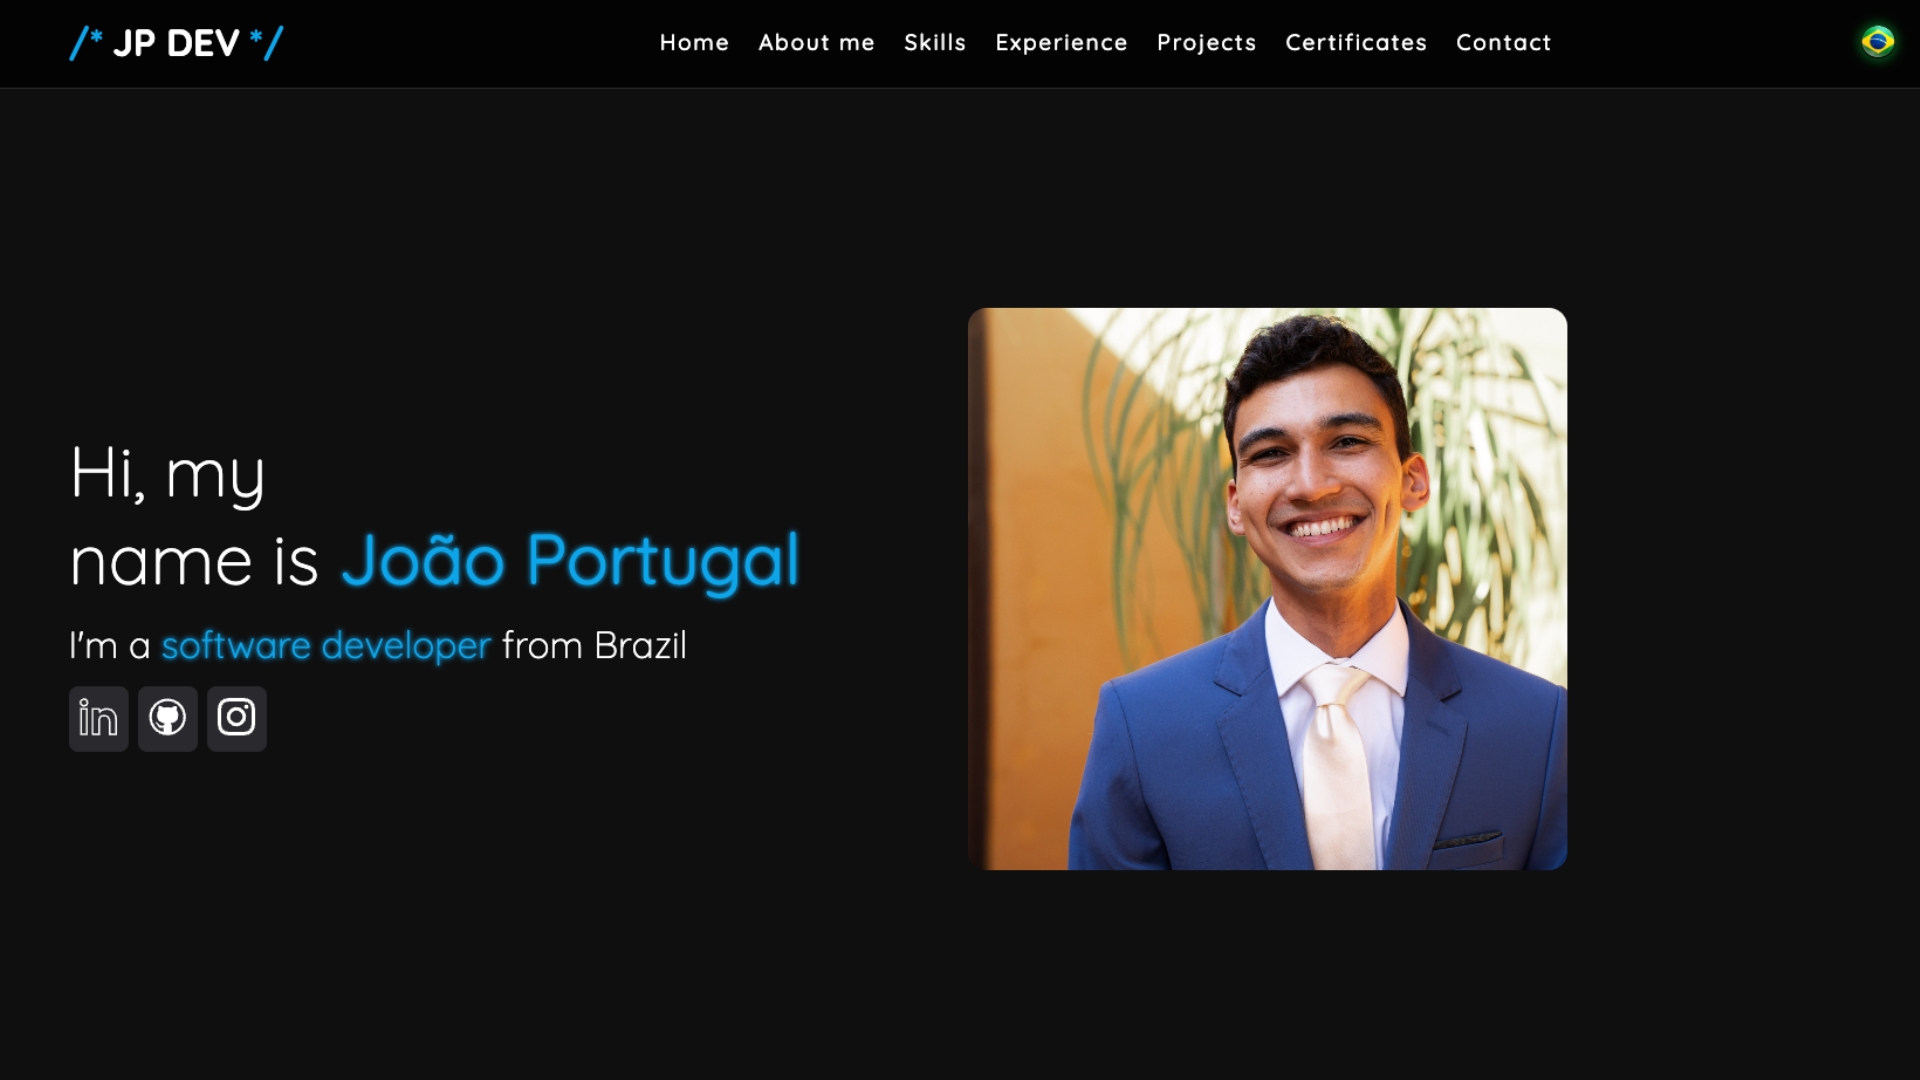 /* JP DEV */
Home About me Skills Experience Projects Certificates Contact
Hi, my
name is João Portugal
I'm a software developer from Brazil
in